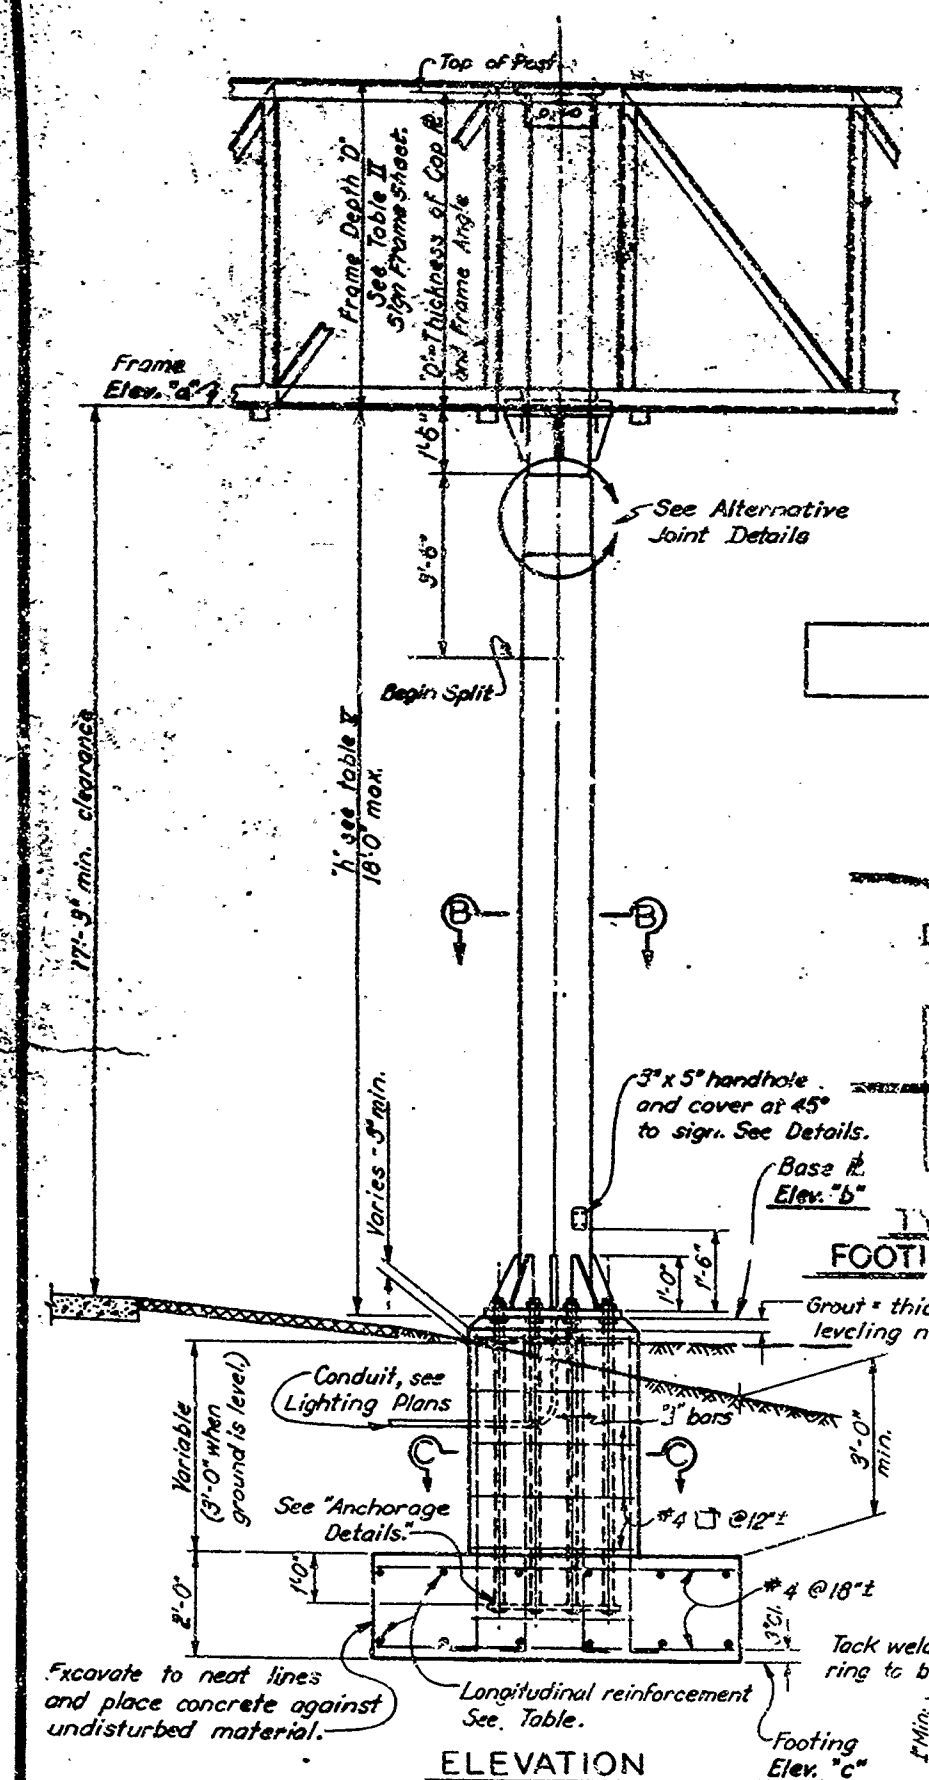 Top of Post
Frame Depth "D"
See Table II
Sign Frame Sheet.
"D"-Thickness of Cap ℄
and Frame Angle
Frame
Elev. "a"
1'-6"
See Alternative
Joint Details
9'-6"
Begin Split
17'-9" min. clearance
"h" see table V
18'-0" max.
B
B
3" x 5" handhole
and cover at 45°
to sign. See Details.
Varies - 3" min.
Base ℄
Elev. "b"
FOOTI
1'-0"
1'-6"
Grout = thic
leveling n
Conduit, see
Lighting Plans
Variable
(3'-0" when
ground is level.)
"J" bars
3'-0"
min.
C
C
See "Anchorage
Details."
#4 @12"±
1'-0"
2'-0"
#4 @18"±
3"Cl.
Tack weld
ring to b
Excavate to neat lines
and place concrete against
undisturbed material.
Longitudinal reinforcement
See Table.
Footing
Elev. "c"
ELEVATION